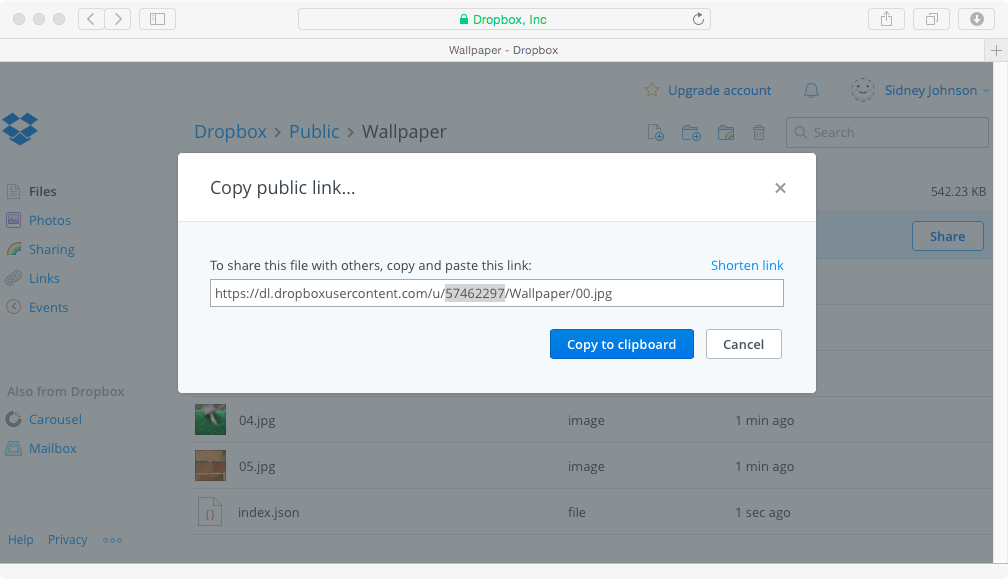 Dropbox, Inc
Wallpaper - Dropbox
Upgrade account
Sidney Johnson
Dropbox > Public > Wallpaper
Search
Copy public link...
542.23 KB
Files
Photos
Share
Sharing
To share this file with others, copy and paste this link:
Shorten link
Links
https://dl.dropboxusercontent.com/u/57462297/Wallpaper/00.jpg
Events
Copy to clipboard
Cancel
Also from Dropbox
Carousel
04.jpg image 1 min ago
Mailbox
05.jpg image 1 min ago
index.json file 1 sec ago
Help Privacy